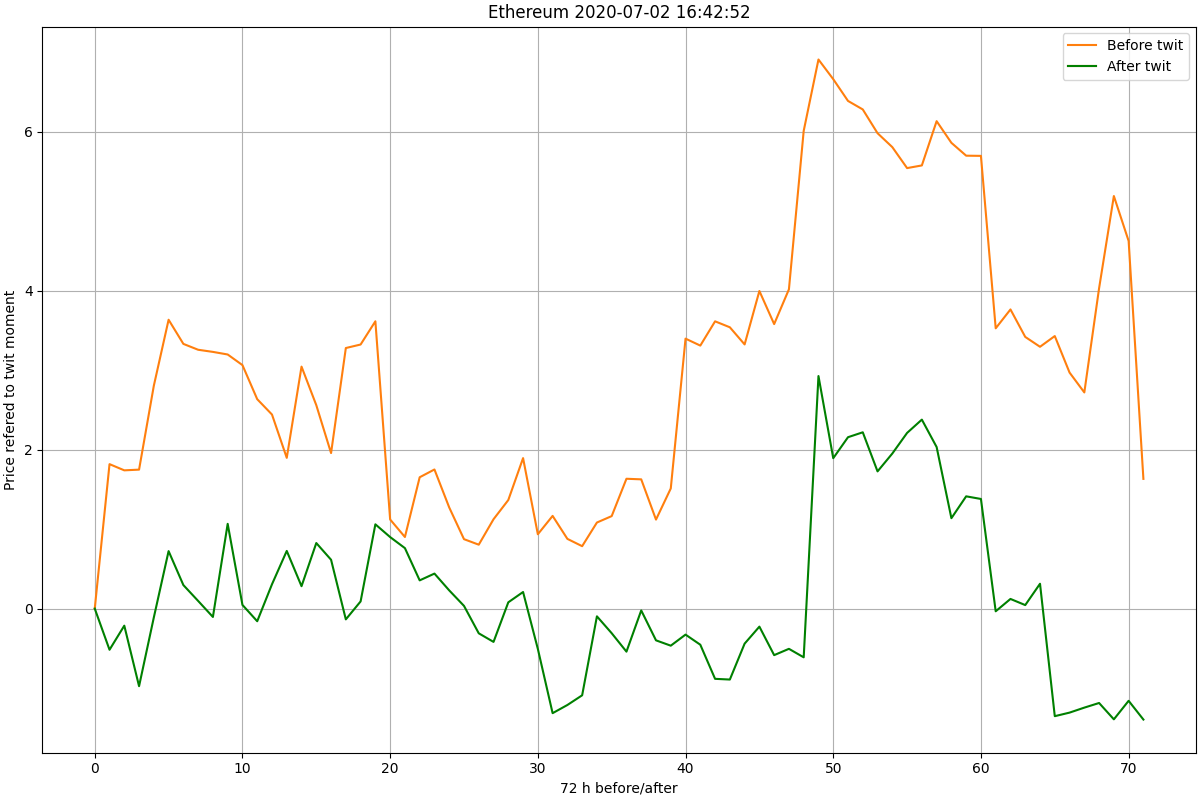 Ethereum 2020-07-02 16:42:52
Before twit
After twit
Price refered to twit moment
6
4
2
0
0 10 20 30 40 50 60 70
72 h before/after